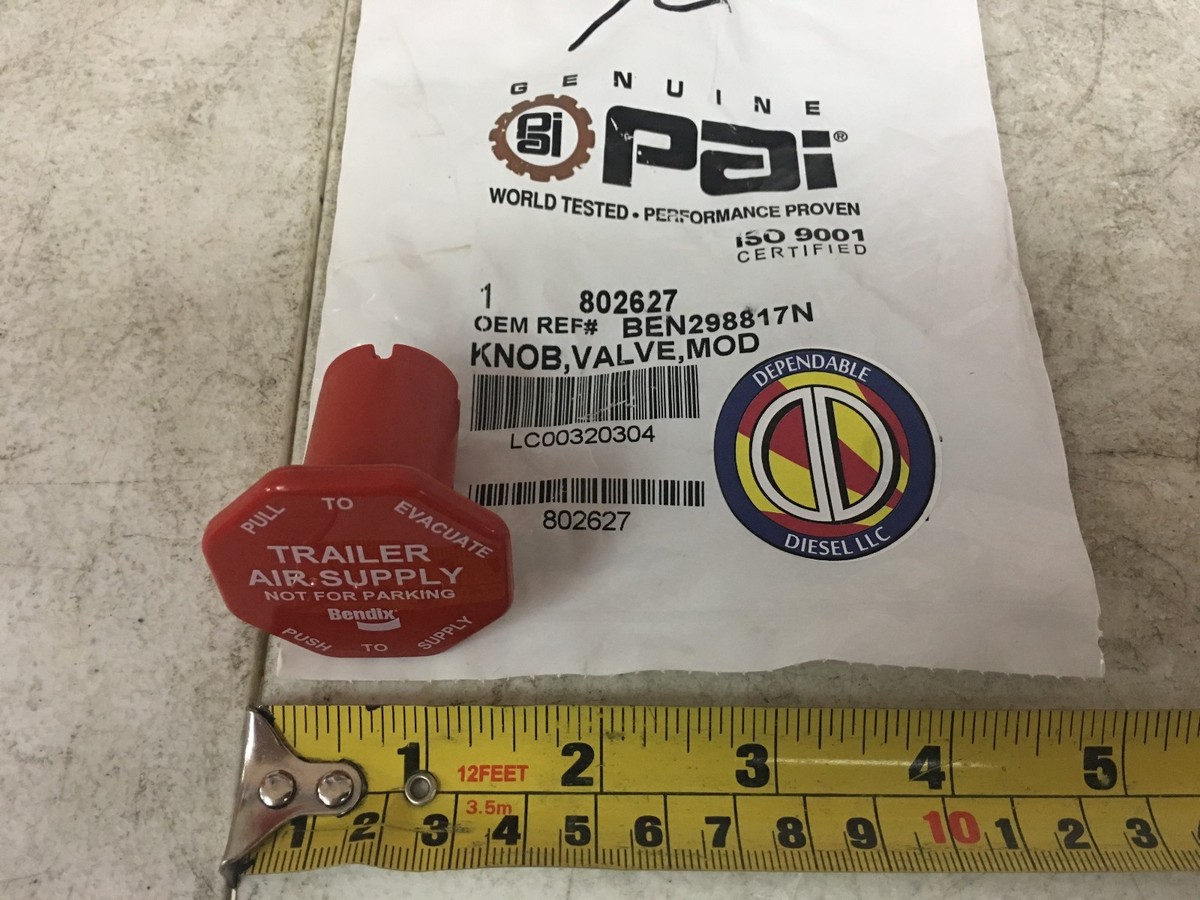 GENUINE
pai
pai®
WORLD TESTED • PERFORMANCE PROVEN
ISO 9001
CERTIFIED
1 802627
OEM REF# BEN298817N
KNOB,VALVE,MOD
LC00320304
802627
DEPENDABLE
DIESEL LLC
PULL TO EVACUATE
TRAILER
AIR SUPPLY
NOT FOR PARKING
Bendix
PUSH TO SUPPLY
1 12FEET 2 3 4 5
3.5m
1 2 3 4 5 6 7 8 9 10 1 2 3